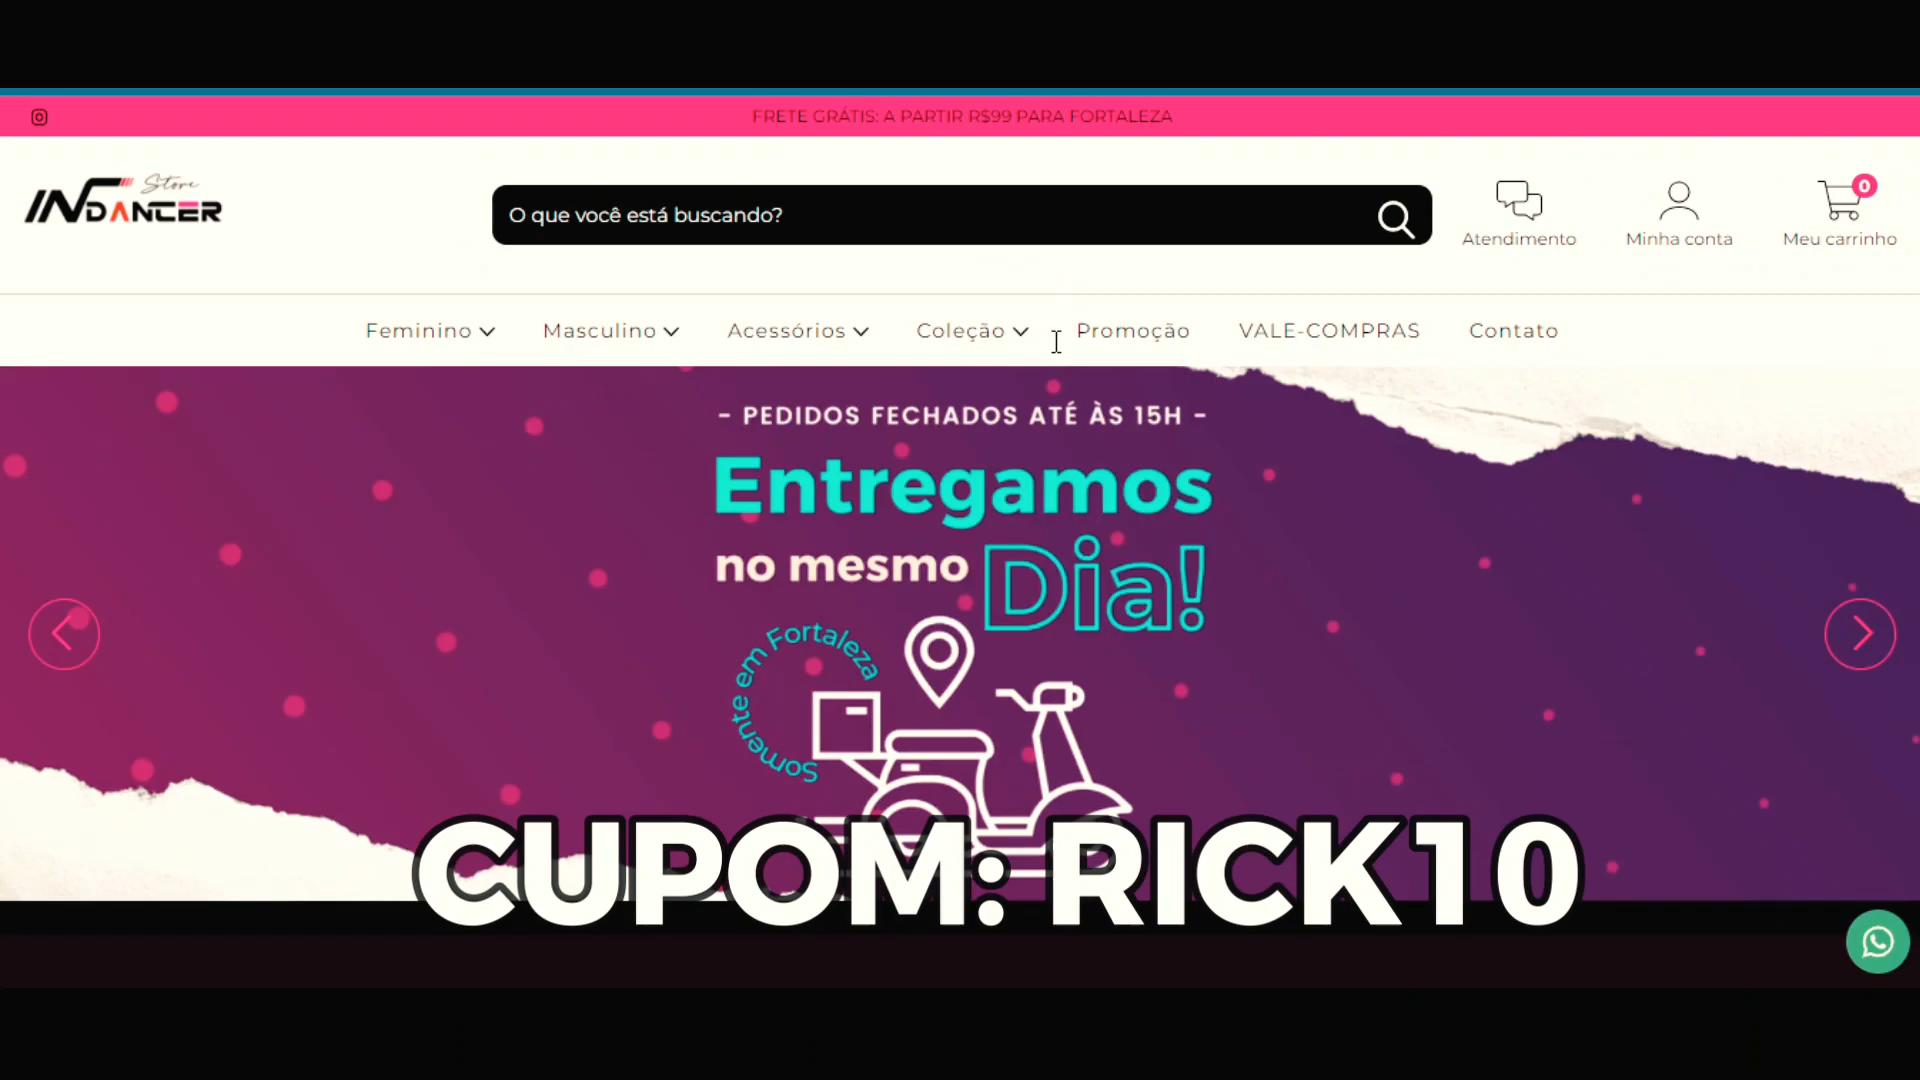 FRETE GRÁTIS: A PARTIR R$99 PARA FORTALEZA
Store
INDANCER
O que você está buscando?
Atendimento
Minha conta
0
Meu carrinho
Feminino
Masculino
Acessórios
Coleção
Promoção
VALE-COMPRAS
Contato
- PEDIDOS FECHADOS ATÉ ÀS 15H -
Entregamos
no mesmo Dia!
Somente em Fortaleza
CUPOM: RICK10